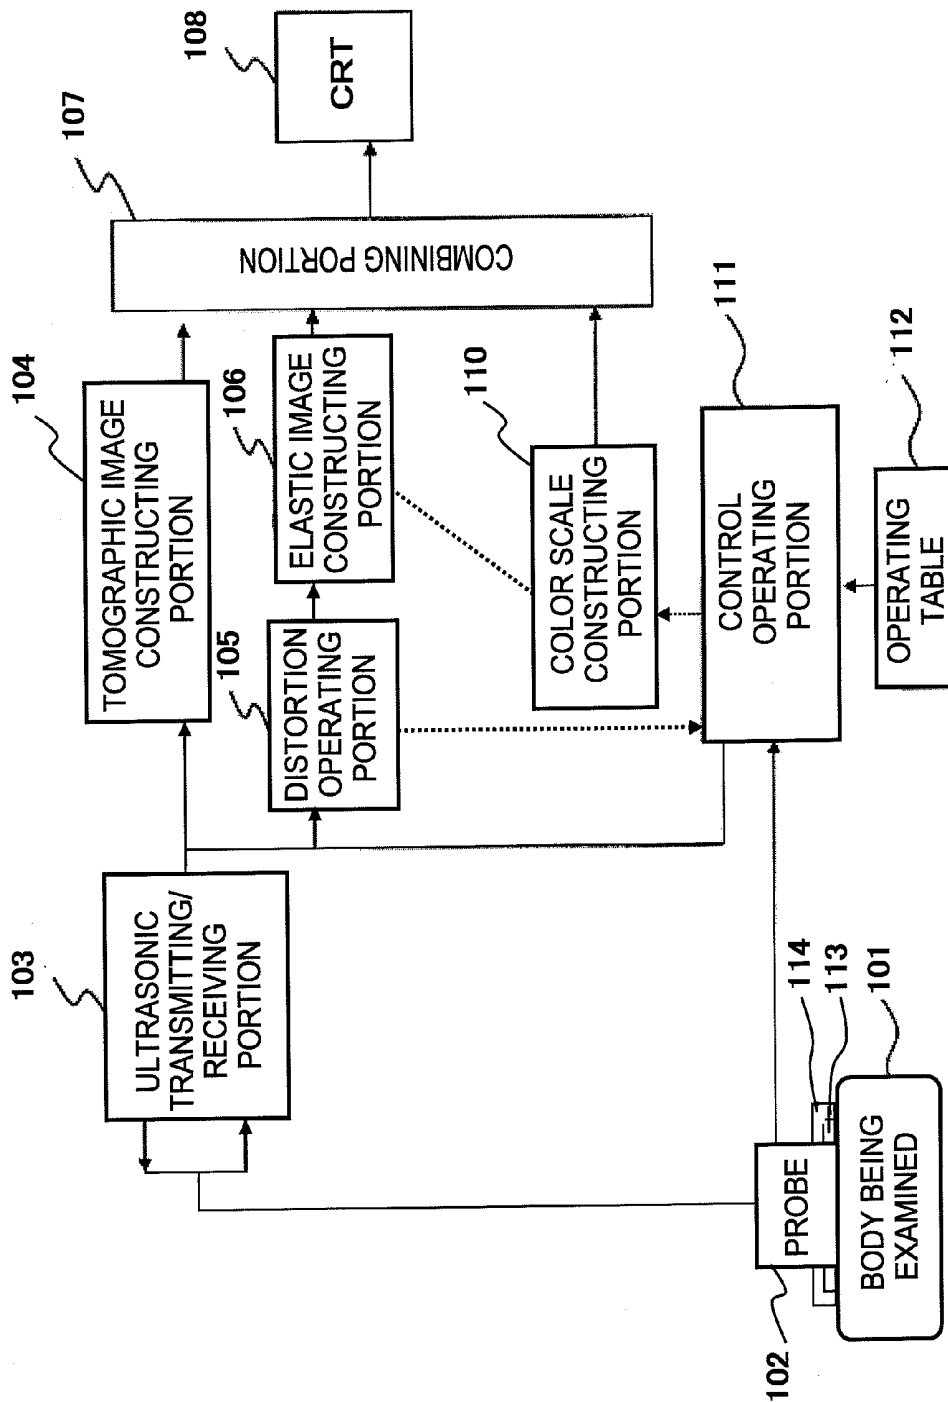 103
ULTRASONIC
TRANSMITTING/
RECEIVING
PORTION
104
TOMOGRAPHIC IMAGE
CONSTRUCTING
PORTION
105
DISTORTION
OPERATING
PORTION
106
ELASTIC IMAGE
CONSTRUCTING
PORTION
107
COMBINING PORTION
108
CRT
110
COLOR SCALE
CONSTRUCTING
PORTION
111
CONTROL
OPERATING
PORTION
112
OPERATING
TABLE
102
PROBE
114
113
101
BODY BEING
EXAMINED